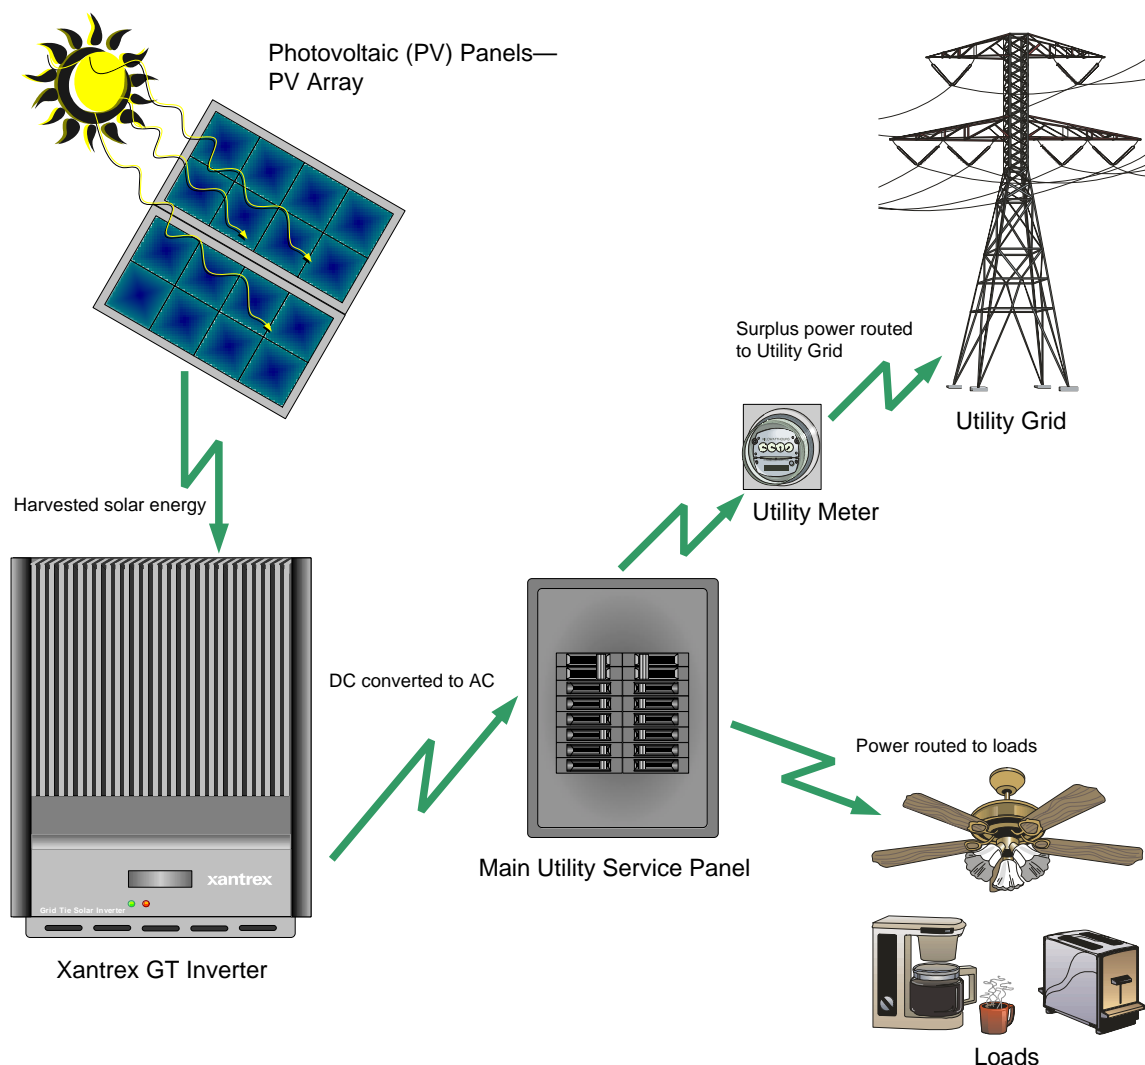 Photovoltaic (PV) Panels—
PV Array
Surplus power routed
to Utility Grid
Utility Grid
Harvested solar energy
Utility Meter
DC converted to AC
Power routed to loads
Main Utility Service Panel
xantrex
Grid Tie Solar Inverter
Xantrex GT Inverter
Loads